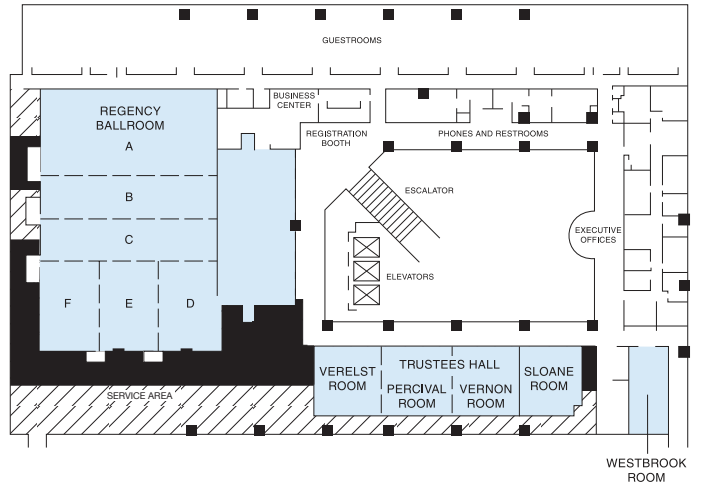 GUESTROOMS
BUSINESS
CENTER
REGENCY
BALLROOM
A
REGISTRATION
BOOTH
PHONES AND RESTROOMS
B
ESCALATOR
C
EXECUTIVE
OFFICES
ELEVATORS
F
E
D
VERELST
ROOM
TRUSTEES HALL
PERCIVAL
ROOM
VERNON
ROOM
SLOANE
ROOM
SERVICE AREA
WESTBROOK
ROOM